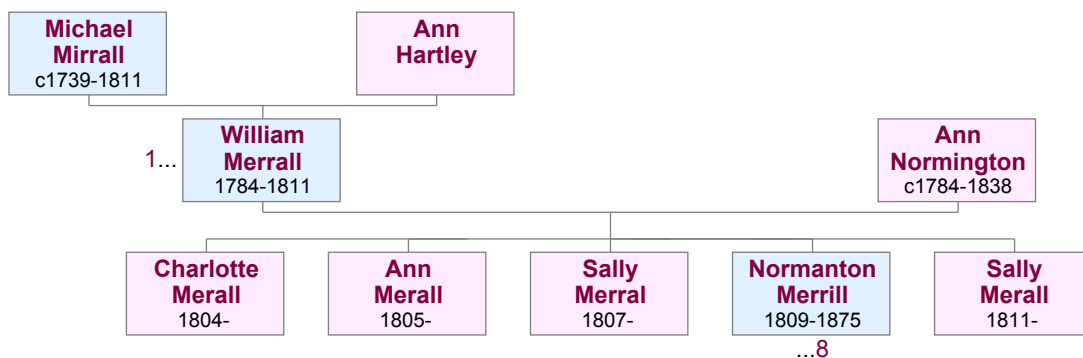 Michael
Mirrall
c1739-1811
Ann
Hartley
1...
William
Merrall
1784-1811
Ann
Normington
c1784-1838
Charlotte
Merall
1804-
Ann
Merall
1805-
Sally
Merral
1807-
Normanton
Merrill
1809-1875
Sally
Merall
1811-
...8